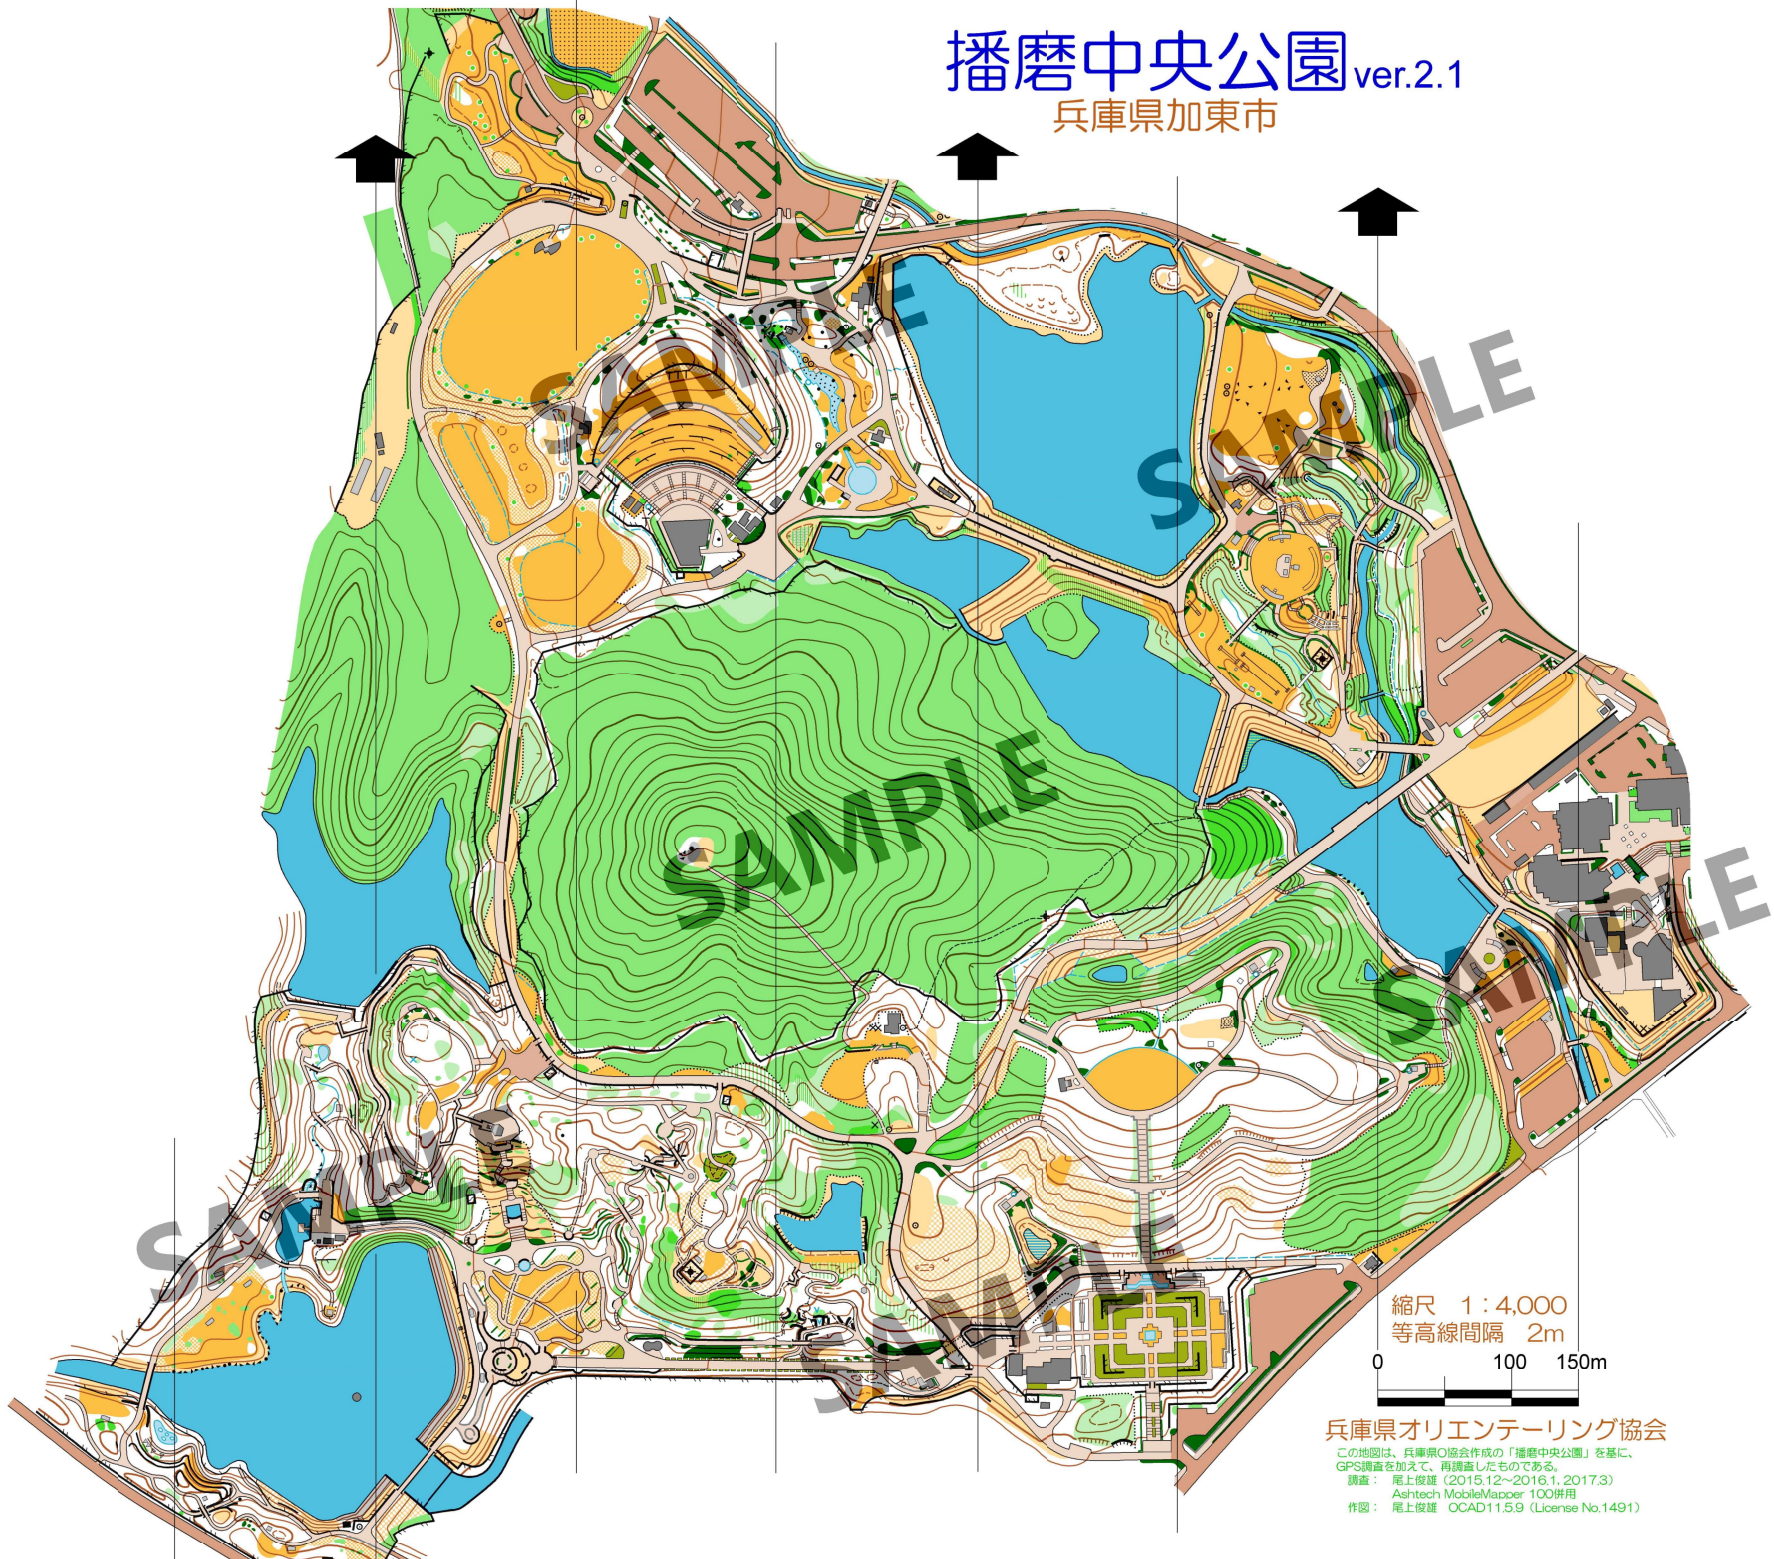 播磨中央公園 ver.2.1
兵庫県加東市
SAMPLE
SAMPLE
SAMPLE
SAMPLE
SAMPLE
SAMPLE
縮尺 1:4,000
等高線間隔 2m
0 100 150m
兵庫県オリエンテーリング協会
この地図は、兵庫県O協会作成の「播磨中央公園」を基に、
GPS調査を加えて、再調査したものである。
調査: 尾上俊雄(2015.12~2016.1, 2017.3)
Ashtech MobileMapper 100併用
作図: 尾上俊雄 OCAD11.5.9 (License No.1491)